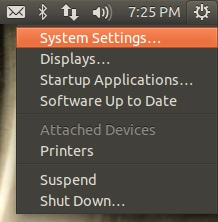 7:25 PM
System Settings...
Displays...
Startup Applications...
Software Up to Date
Attached Devices
Printers
Suspend
Shut Down...